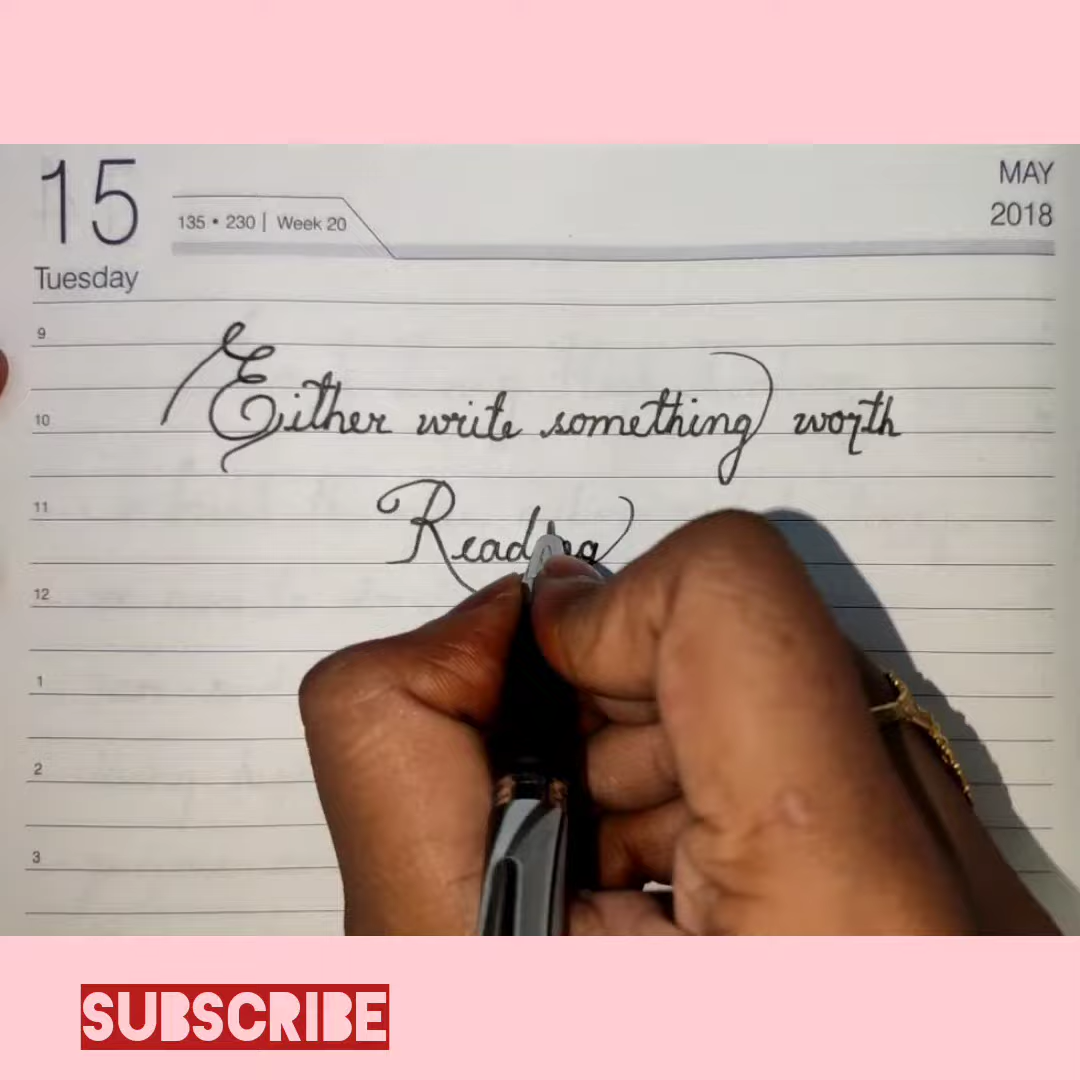 15
MAY
2018
135 • 230 | Week 20
Tuesday
9
Either write something worth
10
Reading
11
12
1
2
3
SUBSCRIBE